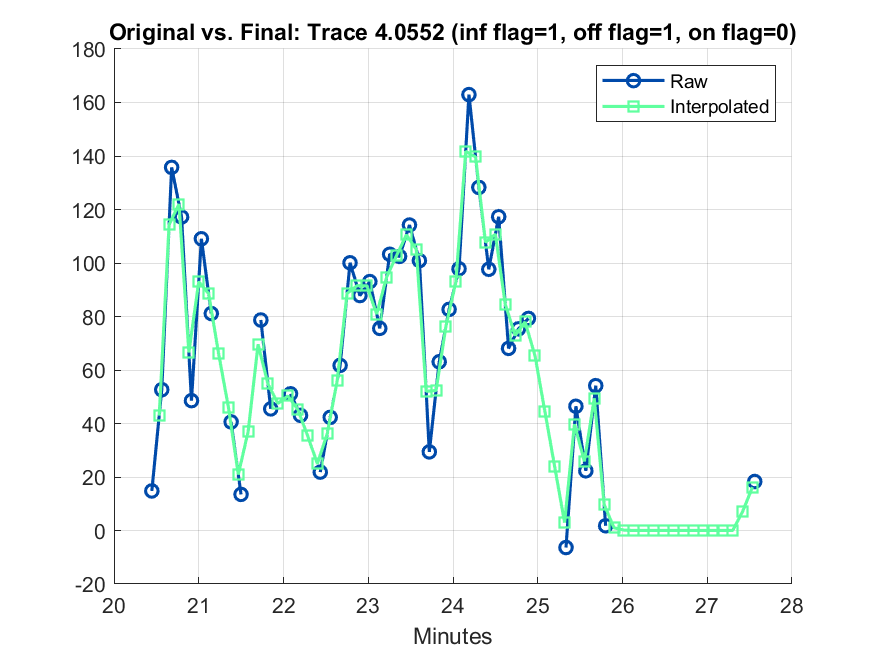 Original vs. Final: Trace 4.0552 (inf flag=1, off flag=1, on flag=0)
180
160
140
120
100
80
60
40
20
0
-20
Raw
Interpolated
20 21 22 23 24 25 26 27 28
Minutes